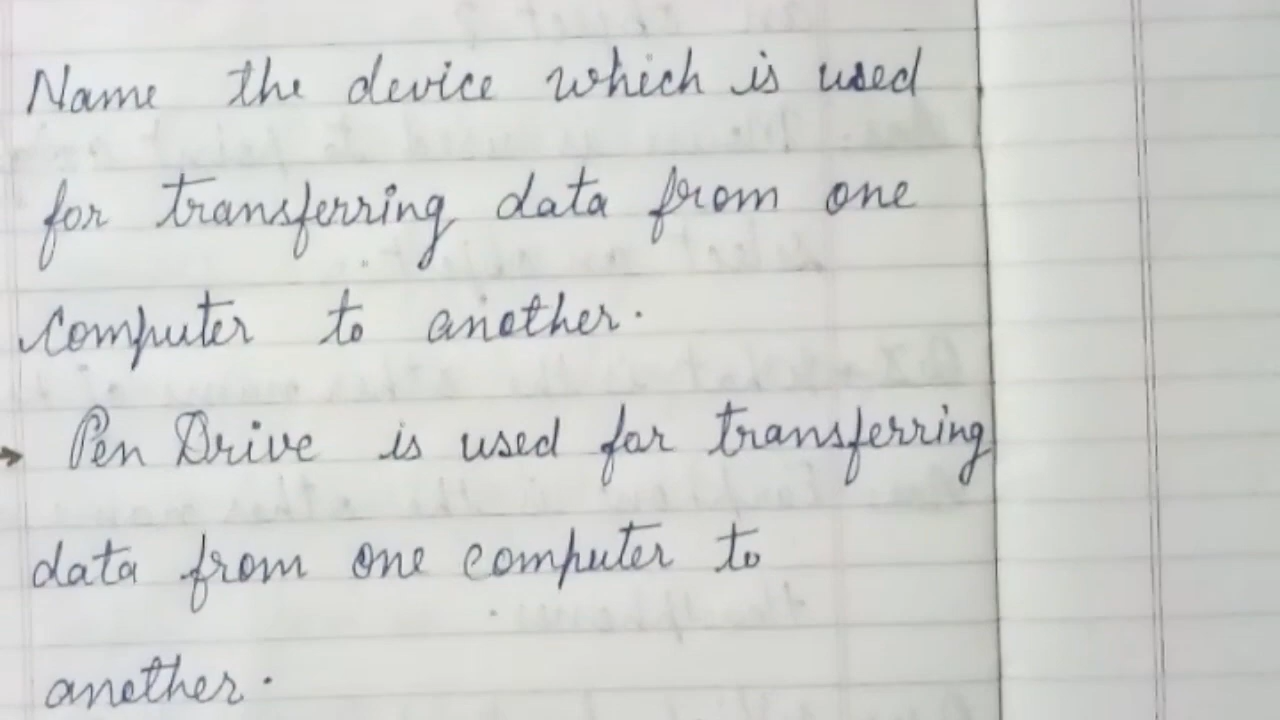 Name the device which is used
for transferring data from one
Computer to another.
Pen Drive is used for transferring
data from one computer to
another.